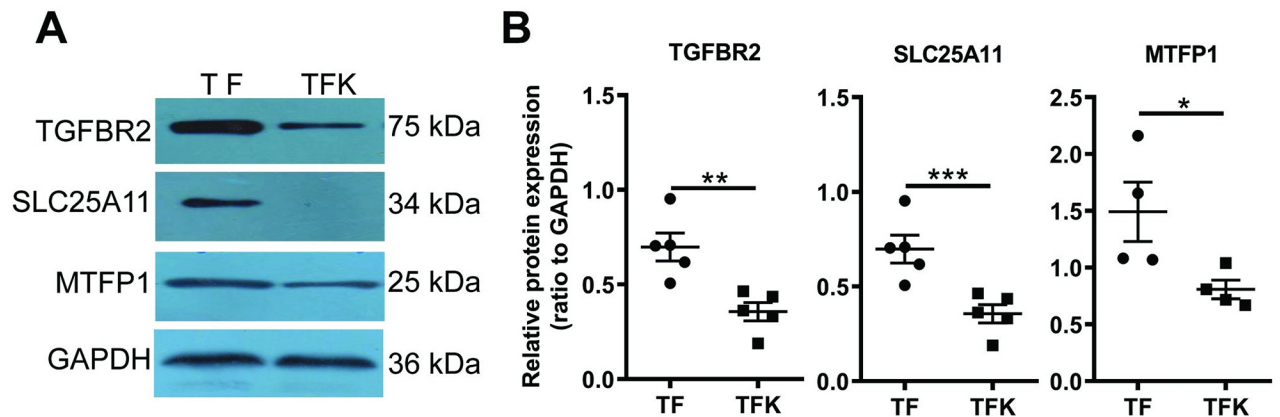 A
T F TFK
TGFBR2 75 kDa
SLC25A11 34 kDa
MTFP1 25 kDa
GAPDH 36 kDa
B
Relative protein expression
(ratio to GAPDH)
TGFBR2
1.5
1.0
0.5
0.0
**
TF TFK
SLC25A11
1.5
1.0
0.5
0.0
***
TF TFK
MTFP1
2.5
2.0
1.5
1.0
0.5
0.0
*
TF TFK